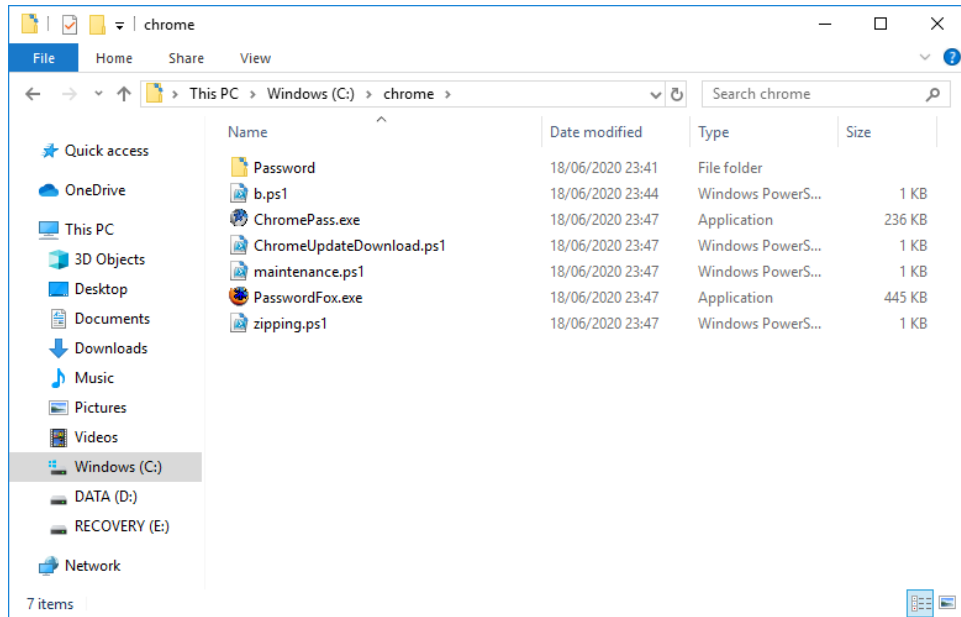 chrome
File Home Share View
This PC > Windows (C:) > chrome >
Search chrome
Name Date modified Type Size
Quick access
OneDrive
This PC
3D Objects
Desktop
Documents
Downloads
Music
Pictures
Videos
Windows (C:)
DATA (D:)
RECOVERY (E:)
Network
Password 18/06/2020 23:41 File folder
b.ps1 18/06/2020 23:44 Windows PowerS... 1 KB
ChromePass.exe 18/06/2020 23:47 Application 236 KB
ChromeUpdateDownload.ps1 18/06/2020 23:47 Windows PowerS... 1 KB
maintenance.ps1 18/06/2020 23:47 Windows PowerS... 1 KB
PasswordFox.exe 18/06/2020 23:47 Application 445 KB
zipping.ps1 18/06/2020 23:47 Windows PowerS... 1 KB
7 items